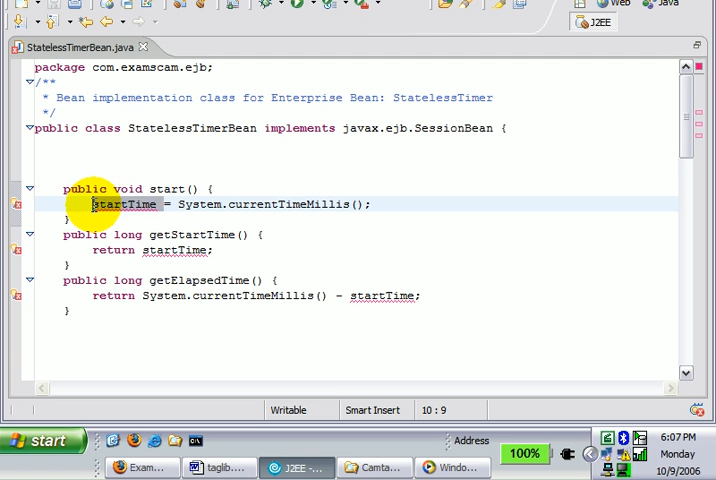 Web
Java
J2EE
StatelessTimerBean.java
package com.examscam.ejb;
/**
* Bean implementation class for Enterprise Bean: StatelessTimer
*/
public class StatelessTimerBean implements javax.ejb.SessionBean {
public void start() {
startTime = System.currentTimeMillis();
}
public long getStartTime() {
return startTime;
}
public long getElapsedTime() {
return System.currentTimeMillis() - startTime;
}
Writable
Smart Insert
10 : 9
start
Address
100%
6:07 PM
Monday
10/9/2006
Exam...
taglib...
J2EE -...
Camta...
Windo...